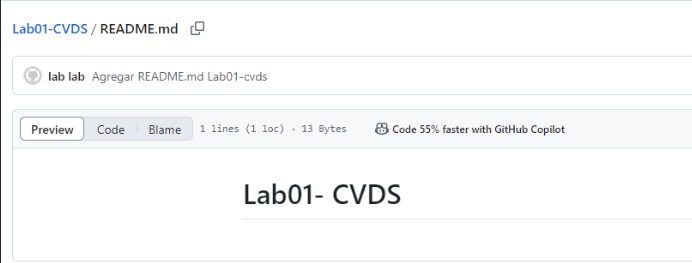 Lab01-CVDS / README.md
lab lab Agregar README.md Lab01-cvds
Preview Code Blame 1 lines (1 loc) · 13 Bytes Code 55% faster with GitHub Copilot
Lab01- CVDS